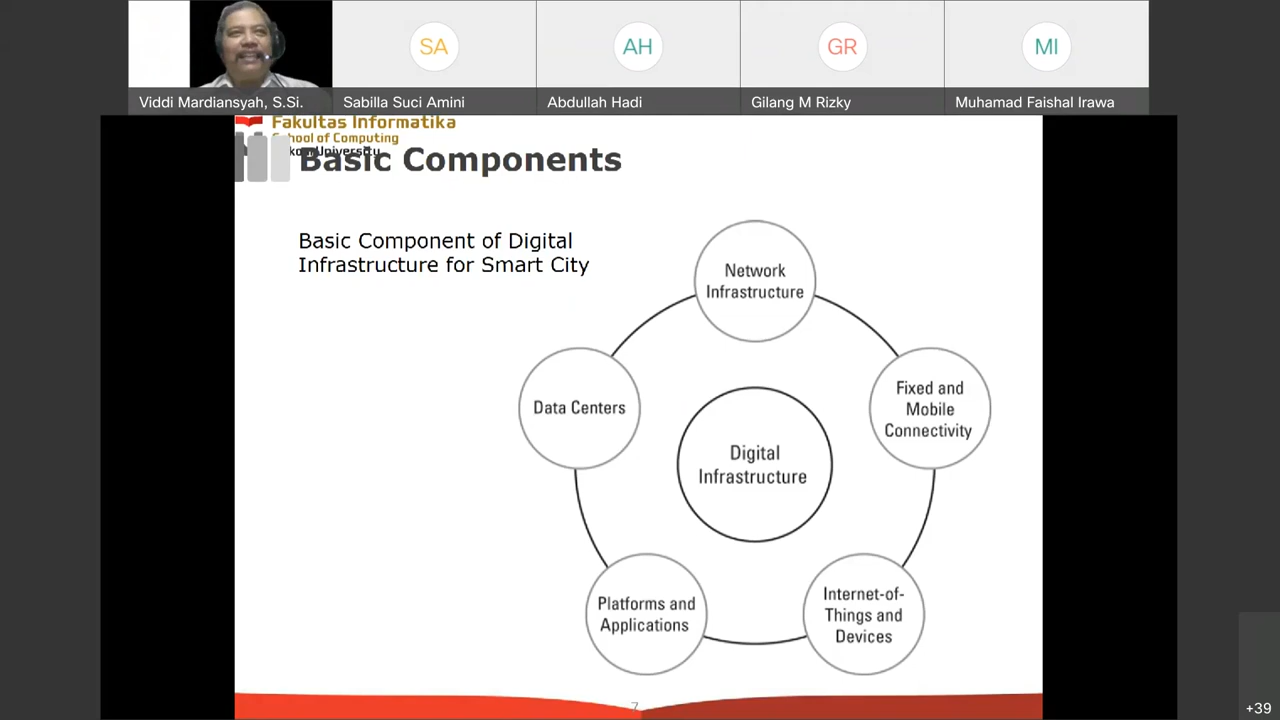 SA
AH
GR
MI
Viddi Mardiansyah, S.Si.
Sabilla Suci Amini
Abdullah Hadi
Gilang M Rizky
Muhamad Faishal Irawa
Fakultas Informatika
School of Computing
University
Basic Components
Basic Component of Digital
Infrastructure for Smart City
Network
Infrastructure
Data Centers
Fixed and
Mobile
Connectivity
Digital
Infrastructure
Platforms and
Applications
Internet-of-
Things and
Devices
7
+39